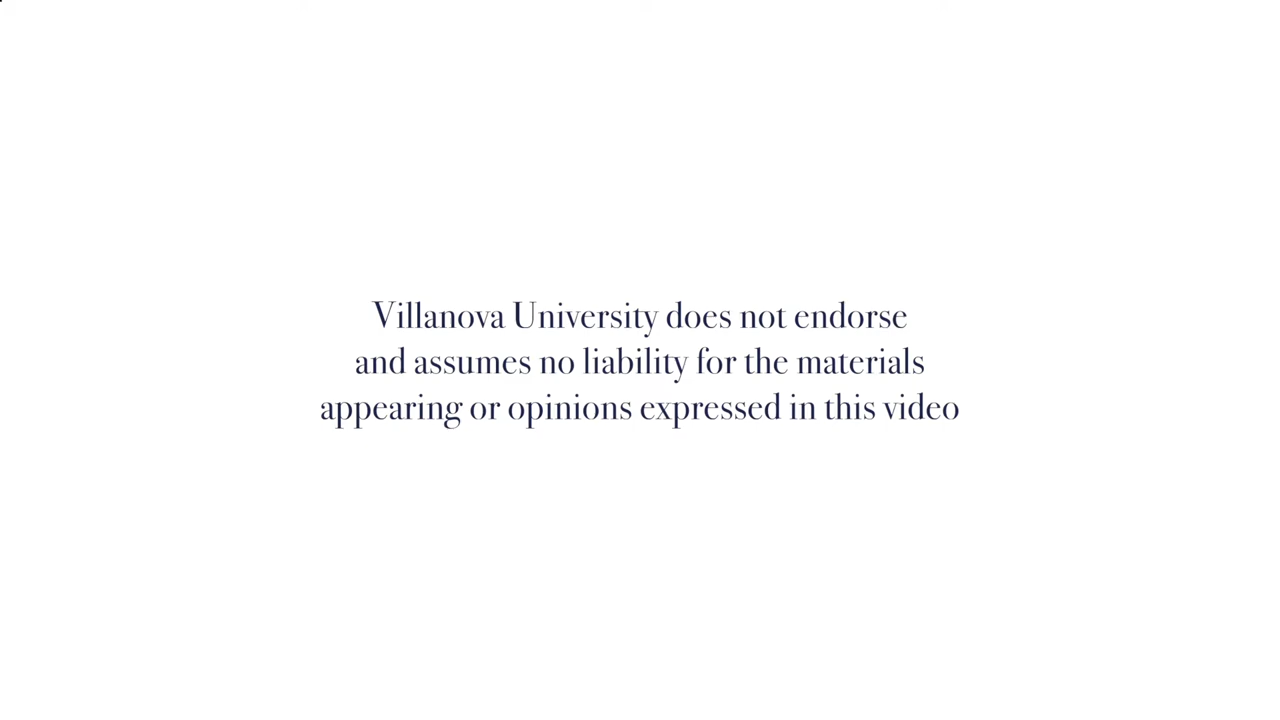 Villanova University does not endorse
and assumes no liability for the materials
appearing or opinions expressed in this video